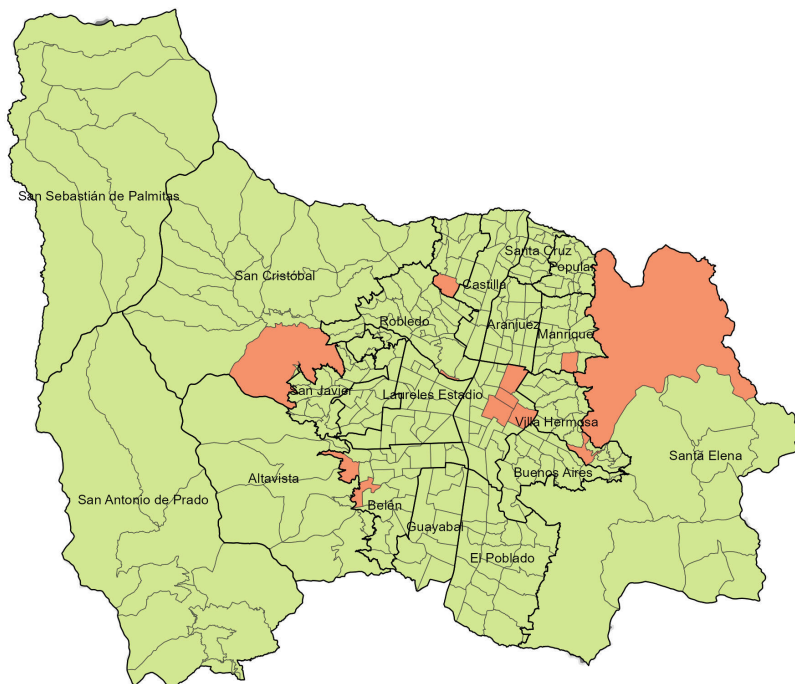 San Sebastián de Palmitas
San Cristóbal
Santa Cruz
Popular
Castilla
Robledo
Aranjuez
Manrique
San Javier
Laureles Estadio
Villa Hermosa
Santa Elena
Buenos Aires
Altavista
San Antonio de Prado
Belén
Guayabal
El Poblado